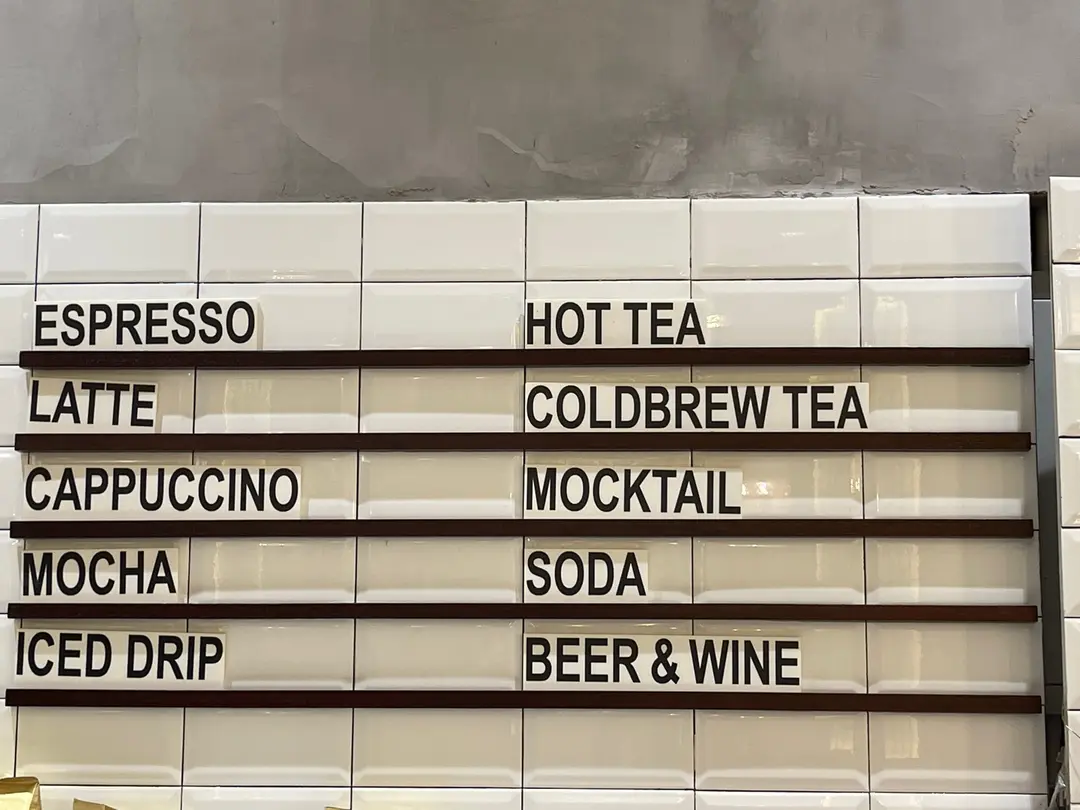 ESPRESSO
LATTE
CAPPUCCINO
MOCHA
ICED DRIP
HOT TEA
COLDBREW TEA
MOCKTAIL
SODA
BEER & WINE